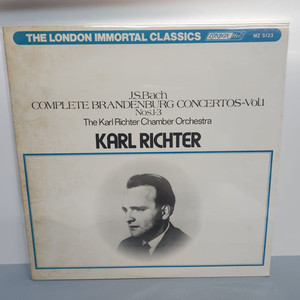 THE LONDON IMMORTAL CLASSICS LONDON MZ 5123
J.S.Bach
COMPLETE BRANDENBURG CONCERTOS-Vol.1
Nos.1-3
The Karl Richter Chamber Orchestra
KARL RICHTER